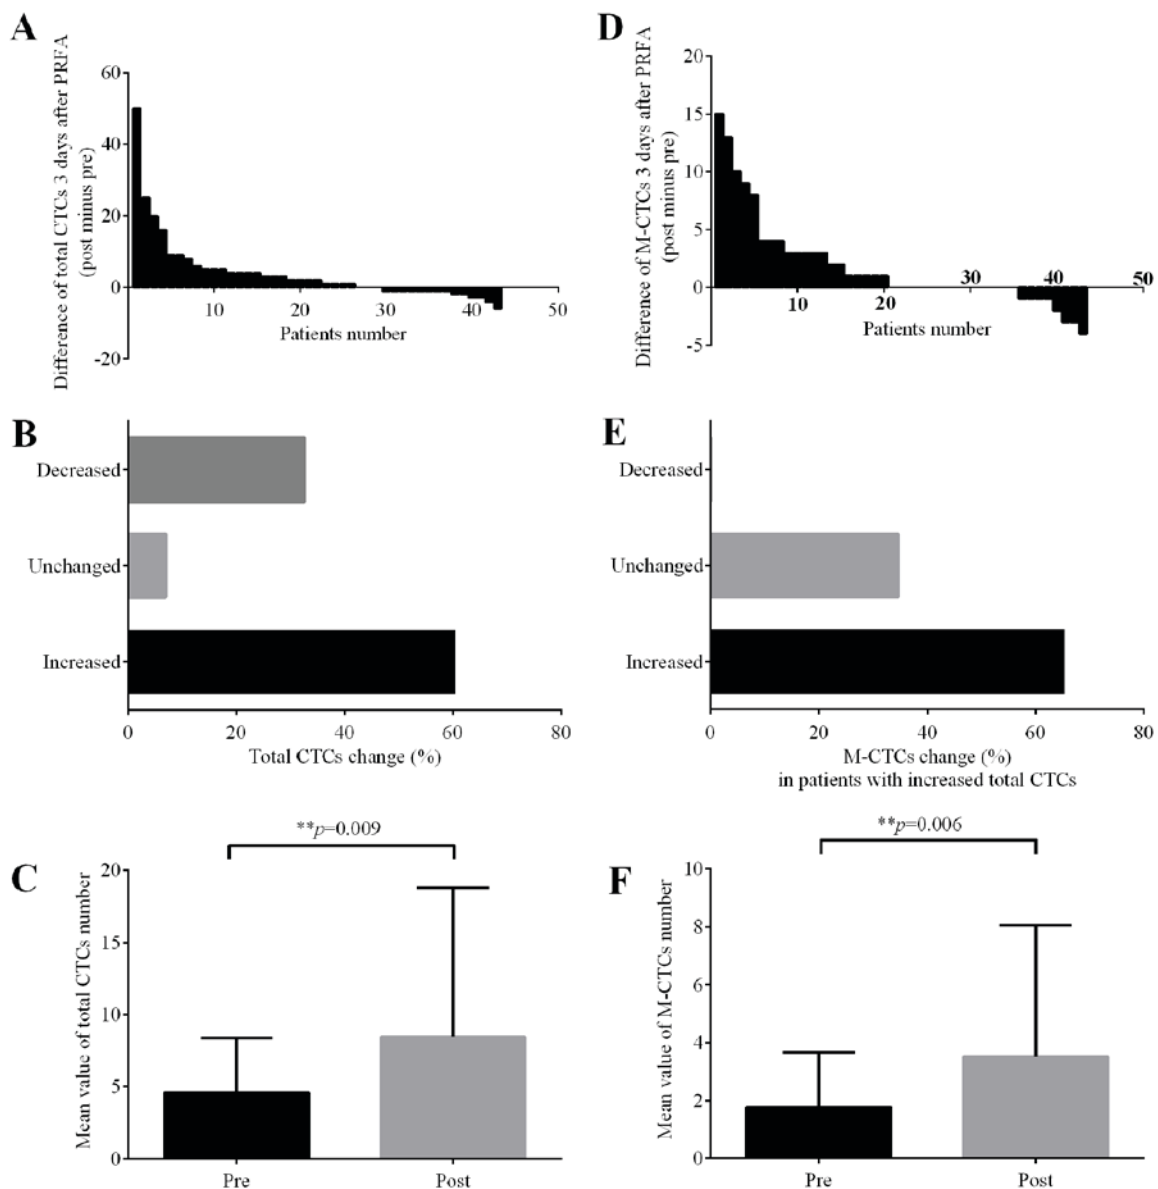 A
Difference of total CTCs 3 days after PRFA
(post minus pre)
60
40
20
0
-20
10
20
30
40
50
Patients number
D
Difference of M-CTCs 3 days after PRFA
(post minus pre)
20
15
10
5
0
-5
10
20
30
40
50
Patients number
B
Decreased
Unchanged
Increased
0 20 40 60 80
Total CTCs change (%)
E
Decreased
Unchanged
Increased
0 20 40 60 80
M-CTCs change (%)
in patients with increased total CTCs
C
**p=0.009
Mean value of total CTCs number
20
15
10
5
0
Pre Post
F
**p=0.006
Mean value of M-CTCs number
10
8
6
4
2
0
Pre Post